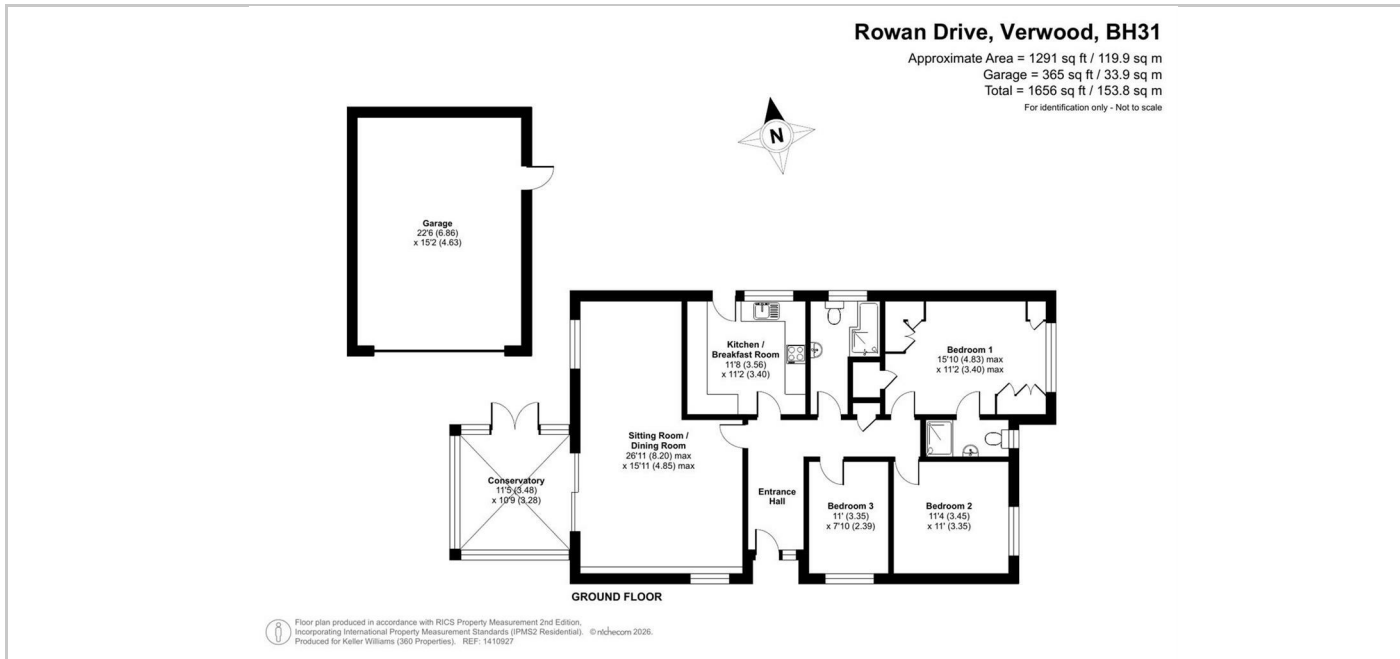 Rowan Drive, Verwood, BH31
Approximate Area = 1291 sq ft / 119.9 sq m
Garage = 365 sq ft / 33.9 sq m
Total = 1656 sq ft / 153.8 sq m
For identification only - Not to scale
N
Garage
22'6 (6.86)
x 15'2 (4.63)
Kitchen /
Breakfast Room
11'8 (3.56)
x 11'2 (3.40)
Bedroom 1
15'10 (4.83) max
x 11'2 (3.40) max
Sitting Room /
Dining Room
26'11 (8.20) max
x 15'11 (4.85) max
Conservatory
11'5 (3.48)
x 10'9 (3.28)
Entrance
Hall
Bedroom 3
11' (3.35)
x 7'10 (2.39)
Bedroom 2
11'4 (3.45)
x 11' (3.35)
GROUND FLOOR
Floor plan produced in accordance with RICS Property Measurement 2nd Edition,
Incorporating International Property Measurement Standards (IPMS2 Residential). © nichecom 2026.
Produced for Keller Williams (360 Properties). REF: 1410927